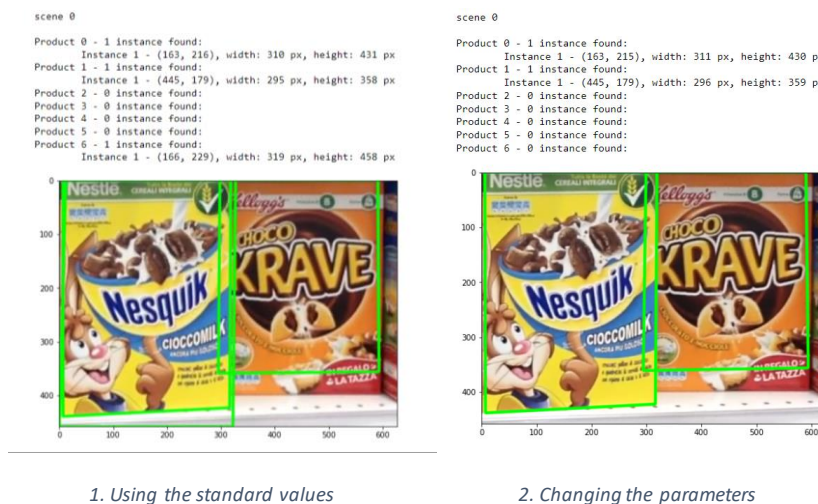 scene 0
Product 0 - 1 instance found:
Instance 1 - (163, 216), width: 310 px, height: 431 px
Product 1 - 1 instance found:
Instance 1 - (445, 179), width: 295 px, height: 358 px
Product 2 - 0 instance found:
Product 3 - 0 instance found:
Product 4 - 0 instance found:
Product 5 - 0 instance found:
Product 6 - 1 instance found:
Instance 1 - (166, 229), width: 319 px, height: 458 px
0
100
200
300
400
0 100 200 300 400 500 600
Nestlé
CEREALI INTEGRALI
Nesquik
CIOCCOMILK
Kellogg's
CHOCO
KRAVE
LA TAZZA
1. Using the standard values
scene 0
Product 0 - 1 instance found:
Instance 1 - (163, 215), width: 311 px, height: 430 p
Product 1 - 1 instance found:
Instance 1 - (445, 179), width: 296 px, height: 359 p
Product 2 - 0 instance found:
Product 3 - 0 instance found:
Product 4 - 0 instance found:
Product 5 - 0 instance found:
Product 6 - 0 instance found:
0
100
200
300
400
0 100 200 300 400 500 600
Nestlé
CEREALI INTEGRALI
Nesquik
CIOCCOMILK
Kellogg's
CHOCO
KRAVE
LA TAZZA
2. Changing the parameters